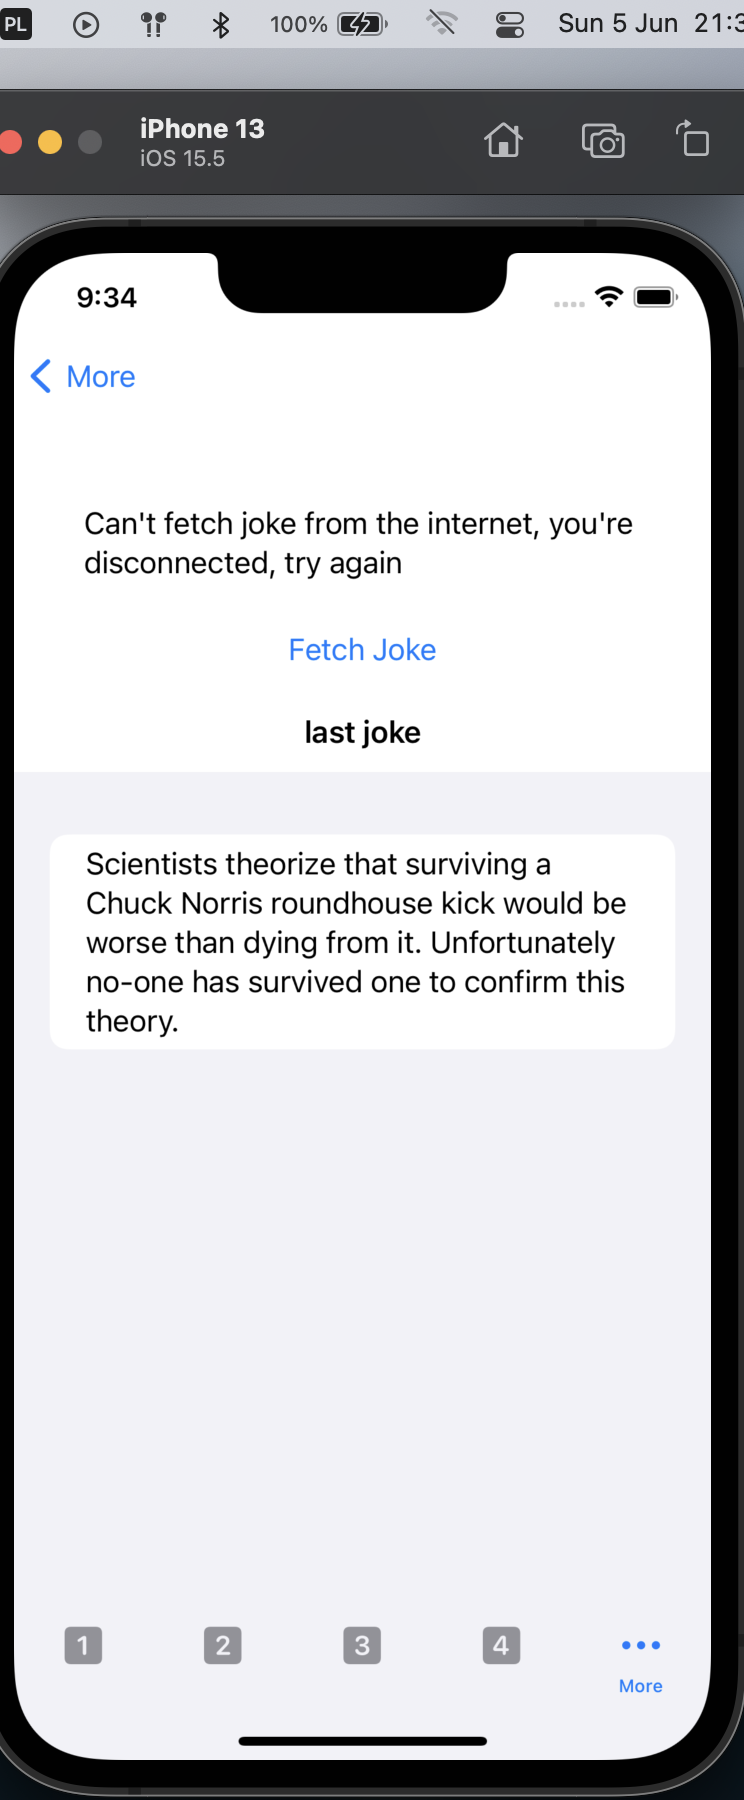 PL 100% Sun 5 Jun 21:3
iPhone 13
iOS 15.5
9:34
More
Can't fetch joke from the internet, you're
disconnected, try again
Fetch Joke
last joke
Scientists theorize that surviving a
Chuck Norris roundhouse kick would be
worse than dying from it. Unfortunately
no-one has survived one to confirm this
theory.
1 2 3 4
More